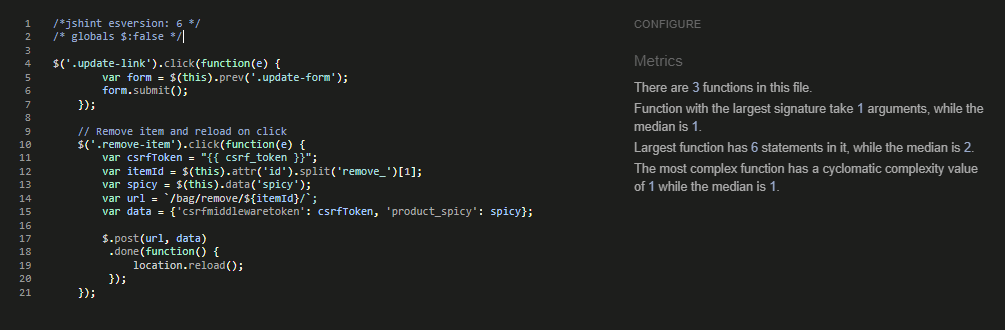 1 /*jshint esversion: 6 */
2 /* globals $:false */
3
4 $('.update-link').click(function(e) {
5 var form = $(this).prev('.update-form');
6 form.submit();
7 });
8
9 // Remove item and reload on click
10 $('.remove-item').click(function(e) {
11 var csrfToken = "{{ csrf_token }}";
12 var itemId = $(this).attr('id').split('remove_')[1];
13 var spicy = $(this).data('spicy');
14 var url = `/bag/remove/${itemId}/`;
15 var data = {'csrfmiddlewaretoken': csrfToken, 'product_spicy': spicy};
16
17 $.post(url, data)
18 .done(function() {
19 location.reload();
20 });
21 });
CONFIGURE
Metrics
There are 3 functions in this file.
Function with the largest signature take 1 arguments, while the
median is 1.
Largest function has 6 statements in it, while the median is 2.
The most complex function has a cyclomatic complexity value
of 1 while the median is 1.